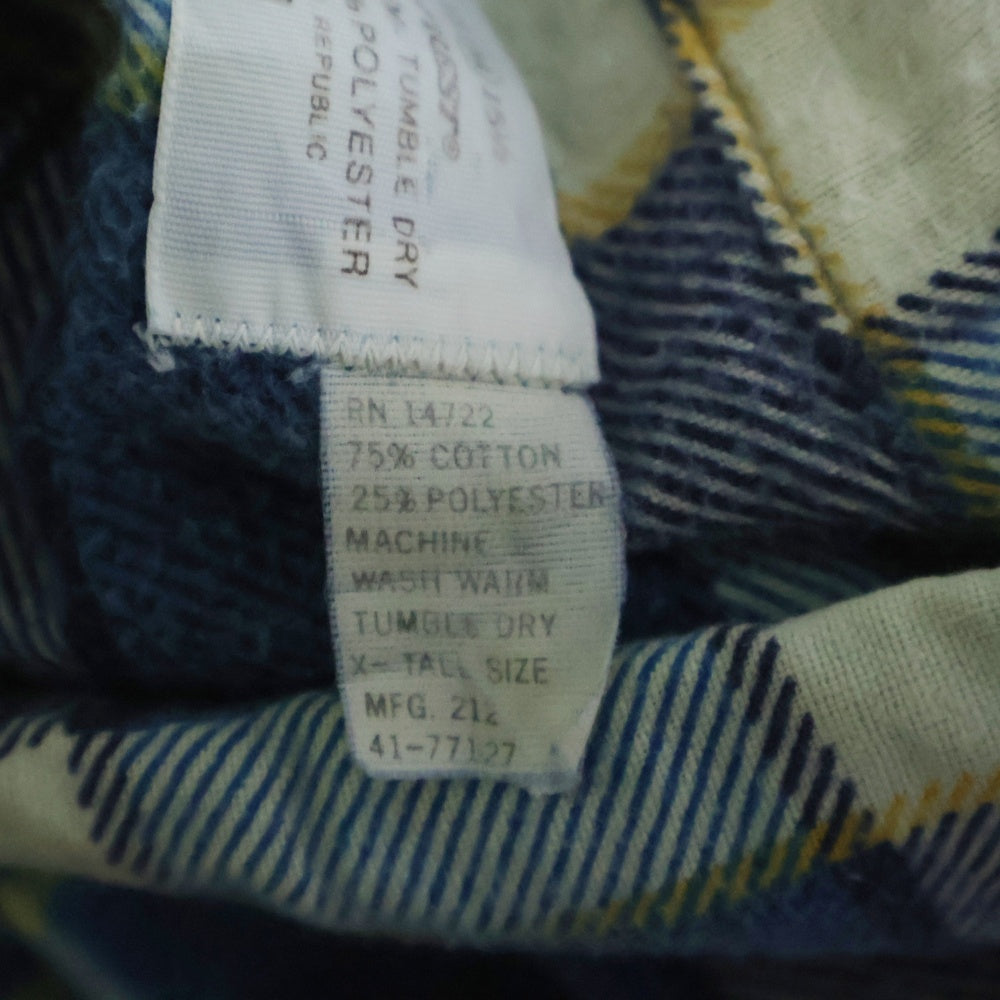 TUMBLE DRY
POLYESTER
REPUBLIC
RN 14722
75% COTTON
25% POLYESTER
MACHINE
WASH WARM
TUMBLE DRY
X- TALL SIZE
MFG. 212
41-77127